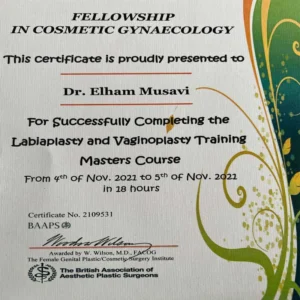 FELLOWSHIP
IN COSMETIC GYNAECOLOGY
This certificate is proudly presented to
Dr. Elham Musavi
For Successfully Completing the
Labiaplasty and Vaginoplasty Training
Masters Course
From 4th of Nov. 2021 to 5th of Nov. 2021
in 18 hours
Certificate No. 2109531
BAAPS
Awarded by W. Wilson, M.D., FACOG
The Female Genital Plastic/Cosmetic Surgery Institute
The British Association of
Aesthetic Plastic Surgeons